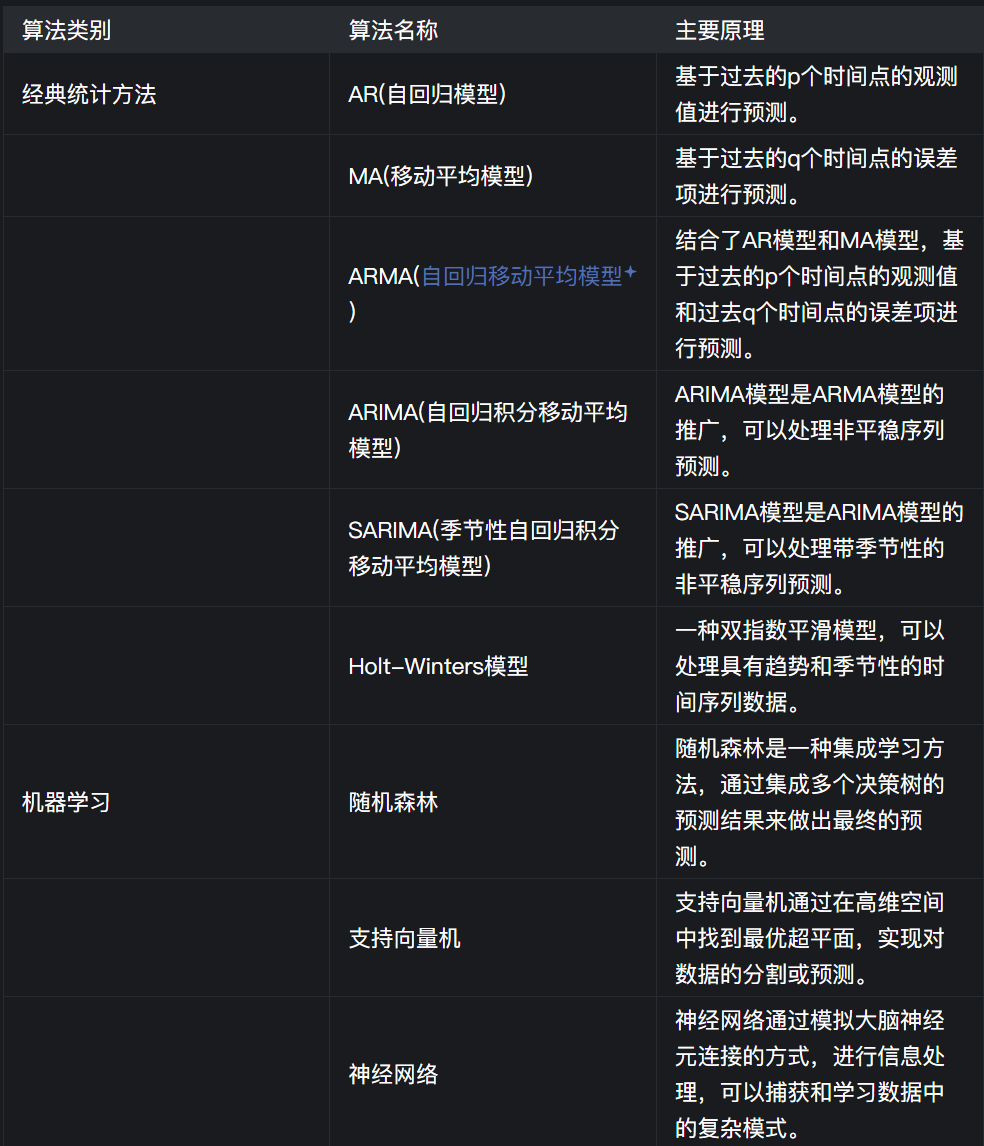 算法类别
算法名称
主要原理
经典统计方法
AR(自回归模型)
基于过去的p个时间点的观测
值进行预测。
MA(移动平均模型)
基于过去的q个时间点的误差
项进行预测。
ARMA(自回归移动平均模型
)
结合了AR模型和MA模型，基
于过去的p个时间点的观测值
和过去q个时间点的误差项进
行预测。
ARIMA(自回归积分移动平均
模型)
ARIMA模型是ARMA模型的
推广，可以处理非平稳序列
预测。
SARIMA(季节性自回归积分
移动平均模型)
SARIMA模型是ARIMA模型的
推广，可以处理带季节性的
非平稳序列预测。
Holt-Winters模型
一种双指数平滑模型，可以
处理具有趋势和季节性的时
间序列数据。
机器学习
随机森林
随机森林是一种集成学习方
法，通过集成多个决策树的
预测结果来做出最终的预
测。
支持向量机
支持向量机通过在高维空间
中找到最优超平面，实现对
数据的分割或预测。
神经网络
神经网络通过模拟大脑神经
元连接的方式，进行信息处
理，可以捕获和学习数据中
的复杂模式。